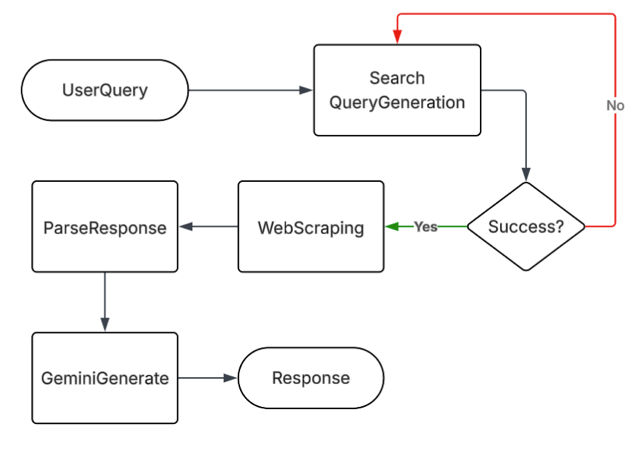 UserQuery
Search
QueryGeneration
No
Success?
Yes
WebScraping
ParseResponse
GeminiGenerate
Response